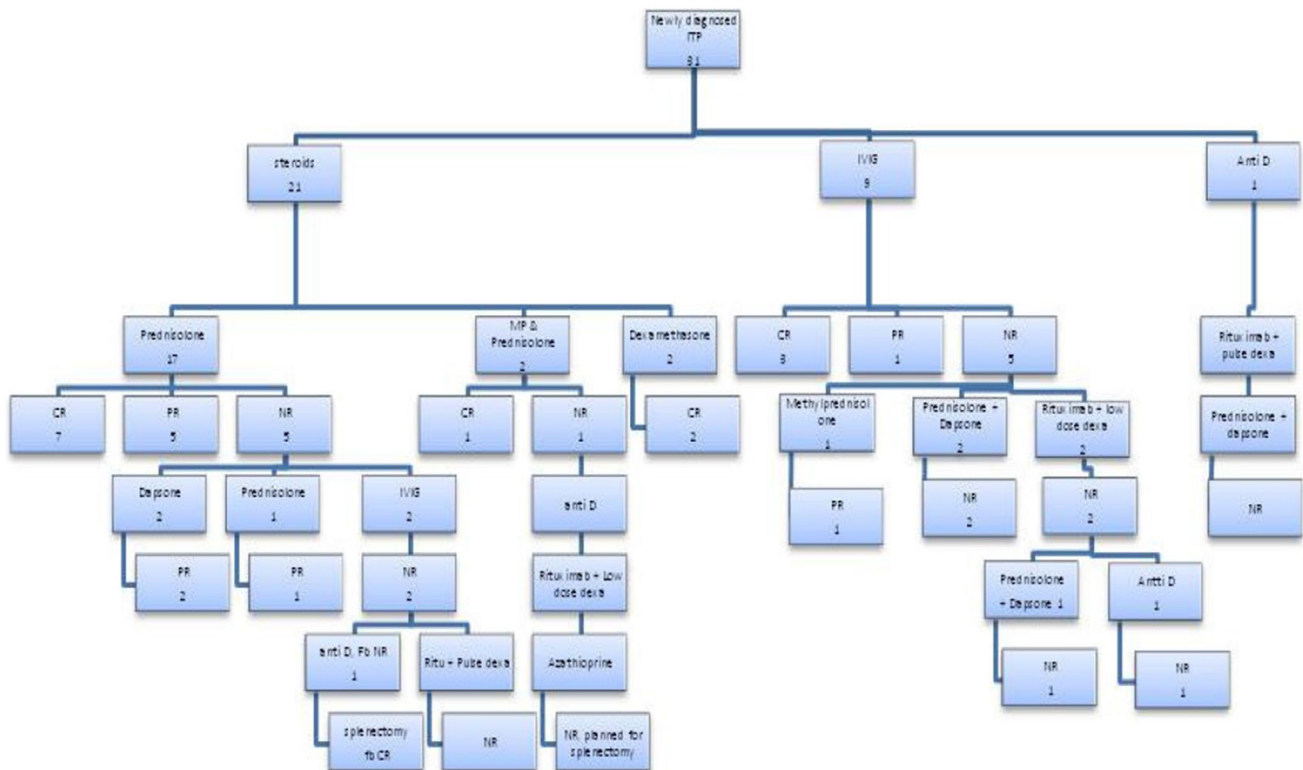 Newly diagnosed
ITP
31
steroids
21
IVIG
9
Anti D
1
Prednisolone
17
MP &
Prednisolone
2
Dexamethasone
2
CR
3
PR
1
NR
5
Rituximab +
pulse dexa
CR
7
PR
5
NR
5
CR
1
NR
1
CR
2
Methylprednisol
one
1
Prednisolone +
Dapsone
2
Rituximab + low
dose dexa
2
Prednisolone
+ dapsone
Dapsone
2
Prednisolone
1
IVIG
2
anti D
PR
1
NR
2
NR
2
NR
PR
2
PR
1
NR
2
Rituximab + Low
dose dexa
Prednisolone
+ Dapsone 1
Antti D
1
anti D, Fb NR
1
Ritu + Pulse dexa
Azathioprine
NR
1
NR
1
splenectomy
fb CR
NR
NR, planned for
splenectomy